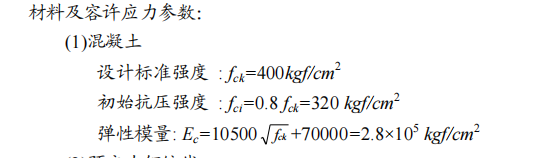 材料及容许应力参数：
(1)混凝土
设计标准强度 ：fck=400kgf/cm²
初始抗压强度 ：fci=0.8 fck=320 kgf/cm²
弹性模量: Ec=10500√fck+70000=2.8×10⁵ kgf/cm²